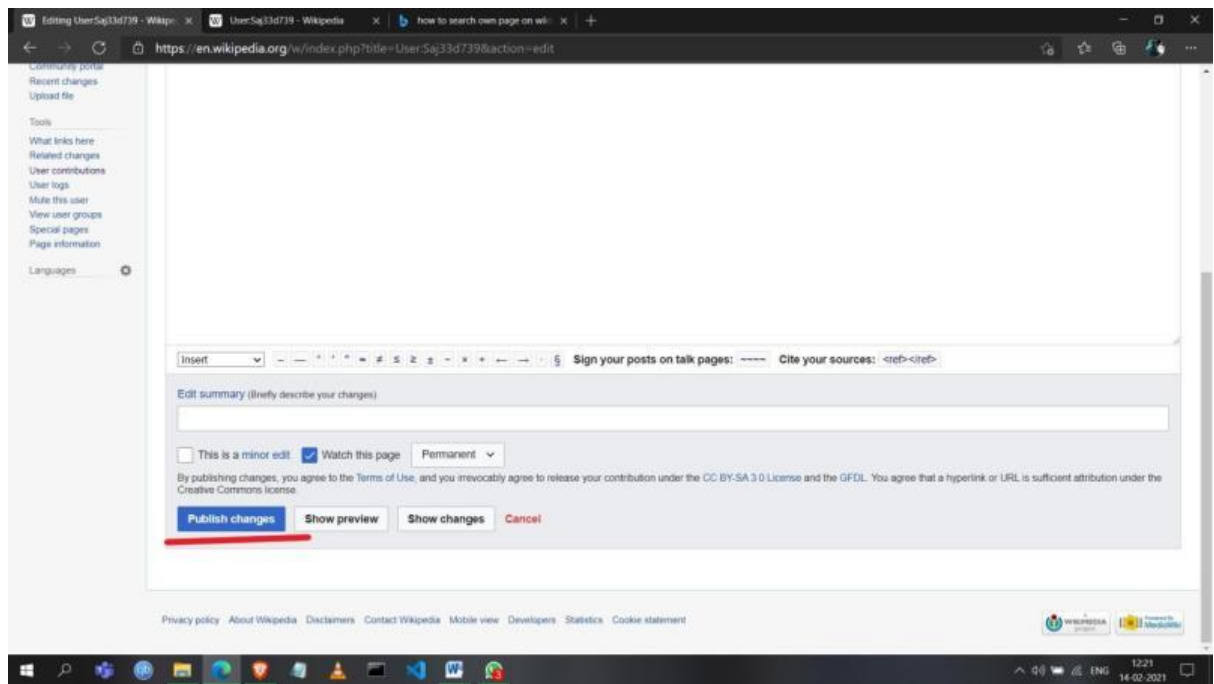 Editing User:Saj33d739 - Wikipe
User:Saj33d739 - Wikipedia
how to search own page on wik
https://en.wikipedia.org/w/index.php?title=User:Saj33d739&action=edit
Community portal
Recent changes
Upload file
Tools
What links here
Related changes
User contributions
User logs
Mute this user
View user groups
Special pages
Page information
Languages
Insert – — ° ′ ″ ≈ ≠ ≤ ≥ ± − × ÷ ← → · § Sign your posts on talk pages: ~~~~ Cite your sources: <ref></ref>
Edit summary (Briefly describe your changes)
This is a minor edit Watch this page Permanent
By publishing changes, you agree to the Terms of Use, and you irrevocably agree to release your contribution under the CC BY-SA 3.0 License and the GFDL. You agree that a hyperlink or URL is sufficient attribution under the
Creative Commons license.
Publish changes Show preview Show changes Cancel
Privacy policy About Wikipedia Disclaimers Contact Wikipedia Mobile view Developers Statistics Cookie statement
WIKIMEDIA project
Powered By MediaWiki
ENG
12:21
14-02-2021